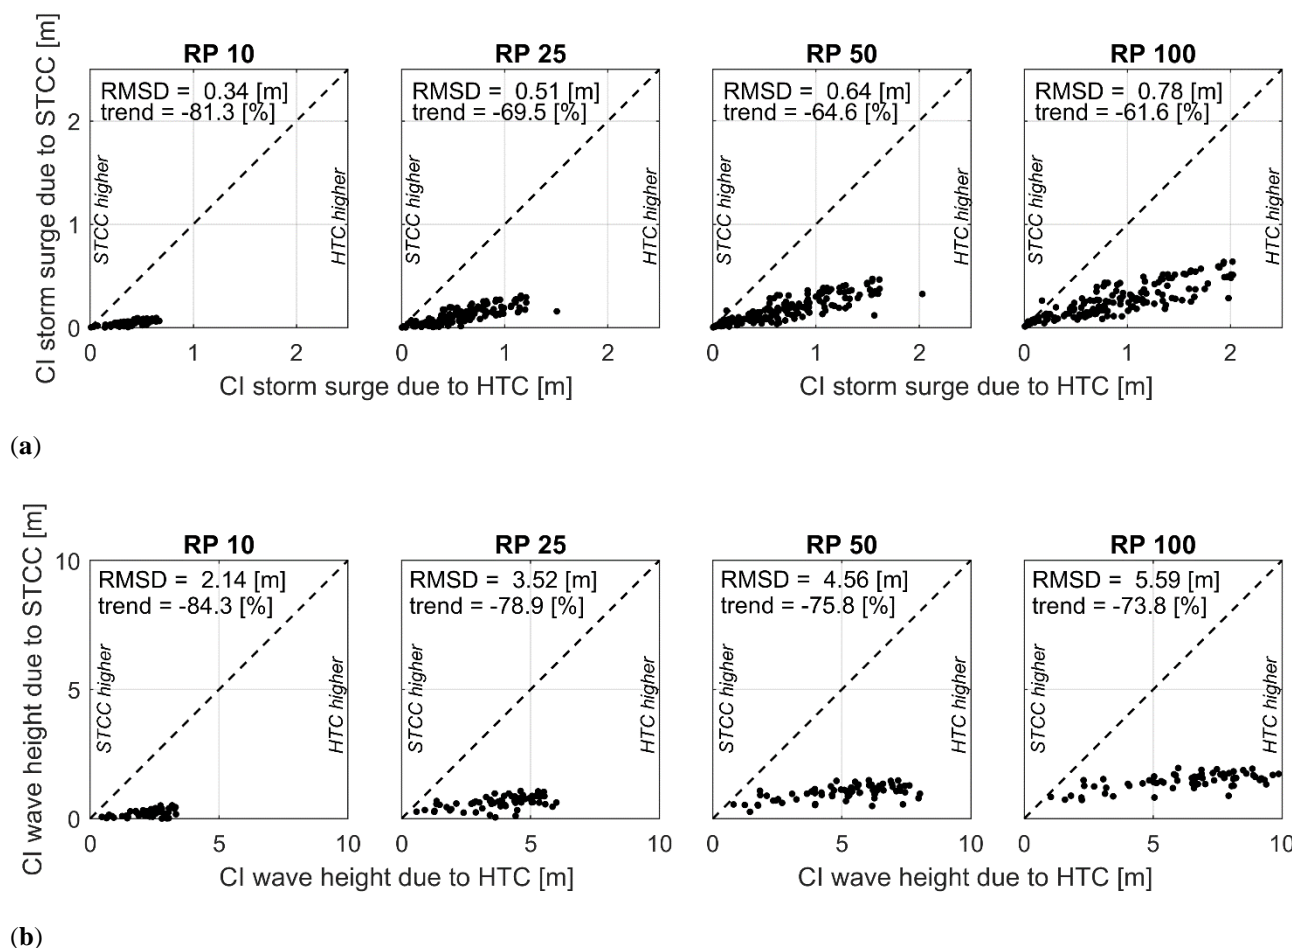 RP 10
RP 25
RP 50
RP 100
CI storm surge due to STCC [m]
RMSD = 0.34 [m]
trend = -81.3 [%]
RMSD = 0.51 [m]
trend = -69.5 [%]
RMSD = 0.64 [m]
trend = -64.6 [%]
RMSD = 0.78 [m]
trend = -61.6 [%]
2
1
0
STCC higher
HTC higher
STCC higher
HTC higher
STCC higher
HTC higher
STCC higher
HTC higher
0 1 2
0 1 2
0 1 2
0 1 2
CI storm surge due to HTC [m]
CI storm surge due to HTC [m]
(a)
RP 10
RP 25
RP 50
RP 100
CI wave height due to STCC [m]
RMSD = 2.14 [m]
trend = -84.3 [%]
RMSD = 3.52 [m]
trend = -78.9 [%]
RMSD = 4.56 [m]
trend = -75.8 [%]
RMSD = 5.59 [m]
trend = -73.8 [%]
10
5
0
STCC higher
HTC higher
STCC higher
HTC higher
STCC higher
HTC higher
STCC higher
HTC higher
0 5 10
0 5 10
0 5 10
0 5 10
CI wave height due to HTC [m]
CI wave height due to HTC [m]
(b)